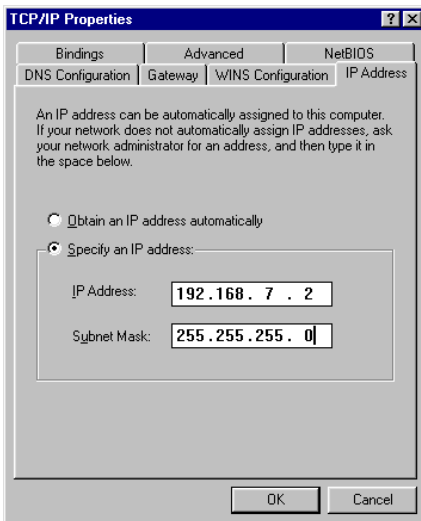 TCP/IP Properties
Bindings Advanced NetBIOS
DNS Configuration Gateway WINS Configuration IP Address
An IP address can be automatically assigned to this computer.
If your network does not automatically assign IP addresses, ask
your network administrator for an address, and then type it in
the space below.
Obtain an IP address automatically
Specify an IP address:
IP Address: 192.168. 7 . 2
Subnet Mask: 255.255.255. 0
OK Cancel